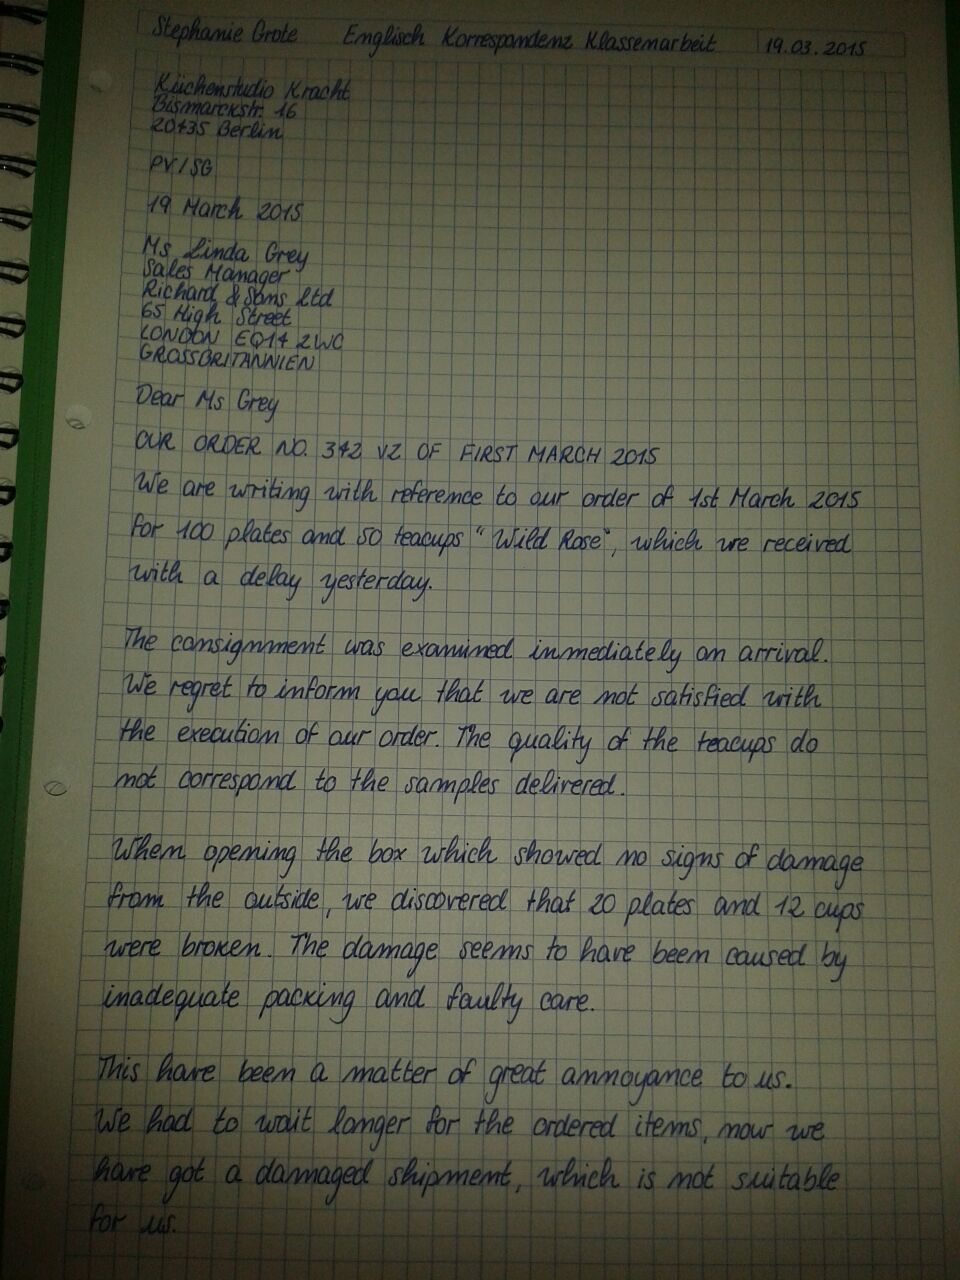 Stephanie Grote Englisch Korrespondenz Klassenarbeit 19.03.2015
Küchenstudio Kracht
Bismarckstr. 16
20435 Berlin
PV/SG
19 March 2015
Ms Linda Grey
Sales Manager
Richard & Sons Ltd
65 High Street
LONDON EQ14 2WC
GROSSBRITANNIEN
Dear Ms Grey
OUR ORDER NO. 342 VZ OF FIRST MARCH 2015
We are writing with reference to our order of 1st March 2015
for 100 plates and 50 teacups "Wild Rose", which we received
with a delay yesterday.
The consignment was examined immediately on arrival.
We regret to inform you that we are not satisfied with
the execution of our order. The quality of the teacups do
not correspond to the samples delivered.
When opening the box which showed no signs of damage
from the outside, we discovered that 20 plates and 12 cups
were broken. The damage seems to have been caused by
inadequate packing and faulty care.
This have been a matter of great annoyance to us.
We had to wait longer for the ordered items, now we
have got a damaged shipment, which is not suitable
for us.